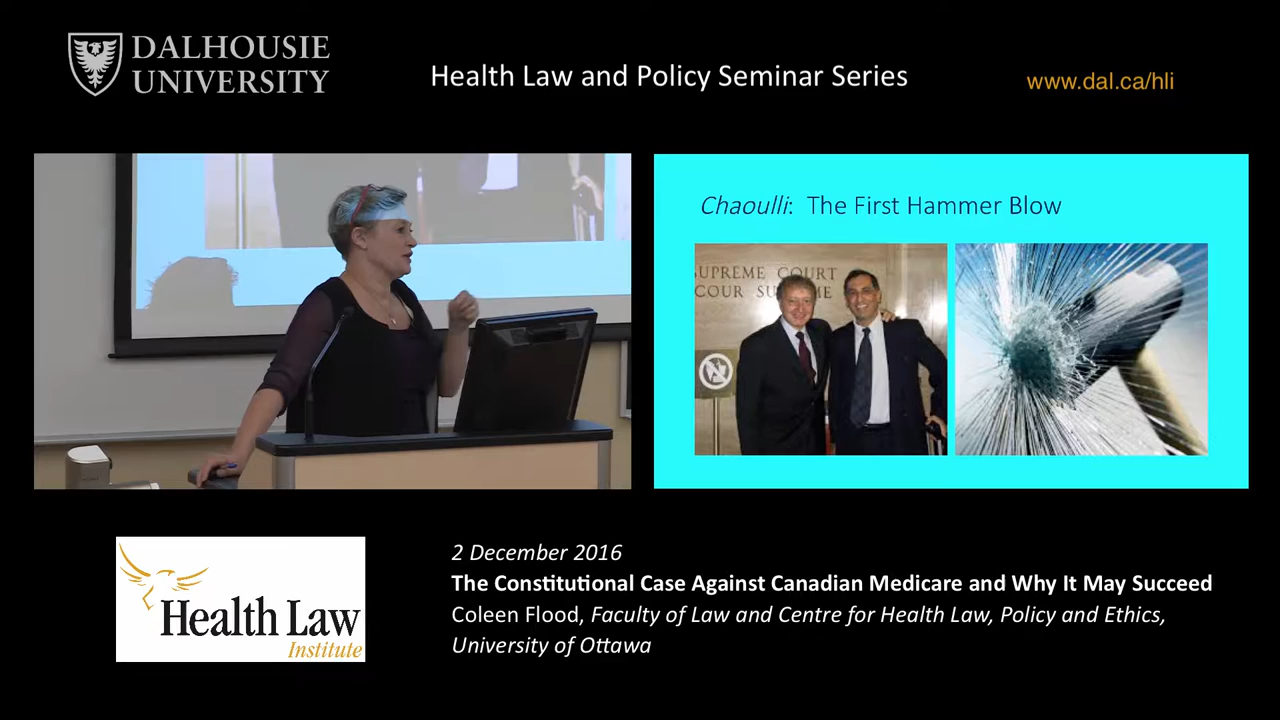 DALHOUSIE
UNIVERSITY
Health Law and Policy Seminar Series
www.dal.ca/hli
Chaoulli: The First Hammer Blow
SUPREME COURT
COUR SUPREME
Health Law
Institute
2 December 2016
The Constitutional Case Against Canadian Medicare and Why It May Succeed
Coleen Flood, Faculty of Law and Centre for Health Law, Policy and Ethics,
University of Ottawa